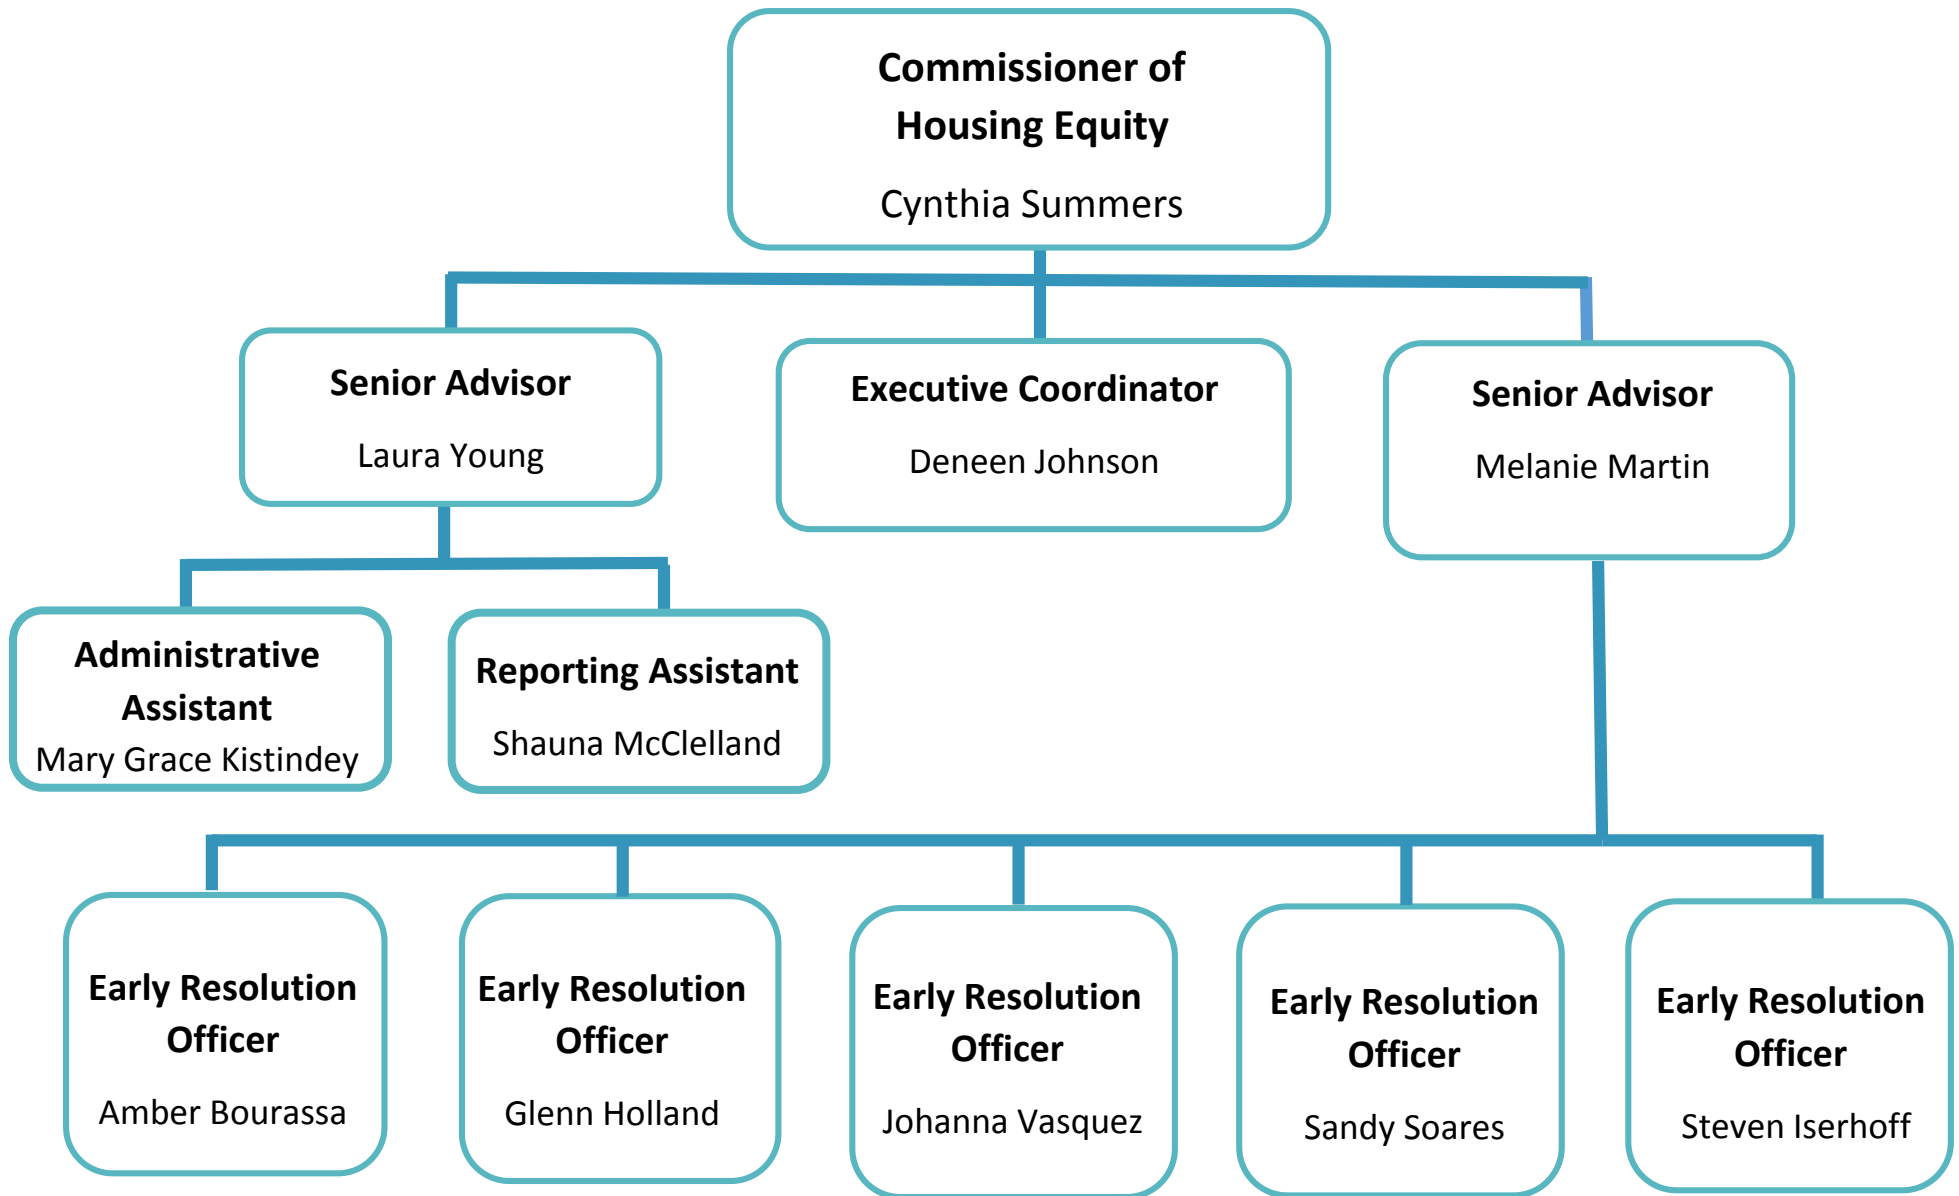 Commissioner of
Housing Equity
Cynthia Summers
Senior Advisor
Laura Young
Executive Coordinator
Deneen Johnson
Senior Advisor
Melanie Martin
Administrative
Assistant
Mary Grace Kistindey
Reporting Assistant
Shauna McClelland
Early Resolution
Officer
Amber Bourassa
Early Resolution
Officer
Glenn Holland
Early Resolution
Officer
Johanna Vasquez
Early Resolution
Officer
Sandy Soares
Early Resolution
Officer
Steven Iserhoff